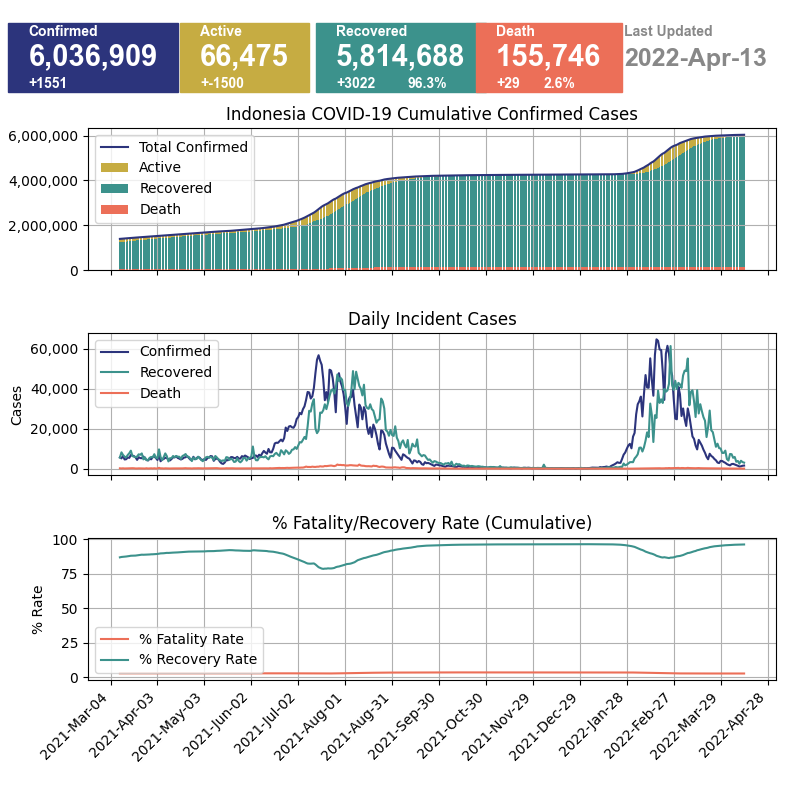 Confirmed
6,036,909
+1551
Active
66,475
+-1500
Recovered
5,814,688
+3022 96.3%
Death
155,746
+29 2.6%
Last Updated
2022-Apr-13
Indonesia COVID-19 Cumulative Confirmed Cases
6,000,000
4,000,000
2,000,000
0
Total Confirmed
Active
Recovered
Death
Daily Incident Cases
Cases
60,000
40,000
20,000
0
Confirmed
Recovered
Death
% Fatality/Recovery Rate (Cumulative)
% Rate
100
75
50
25
0
% Fatality Rate
% Recovery Rate
2021-Mar-04
2021-Apr-03
2021-May-03
2021-Jun-02
2021-Jul-02
2021-Aug-01
2021-Aug-31
2021-Sep-30
2021-Oct-30
2021-Nov-29
2021-Dec-29
2022-Jan-28
2022-Feb-27
2022-Mar-29
2022-Apr-28